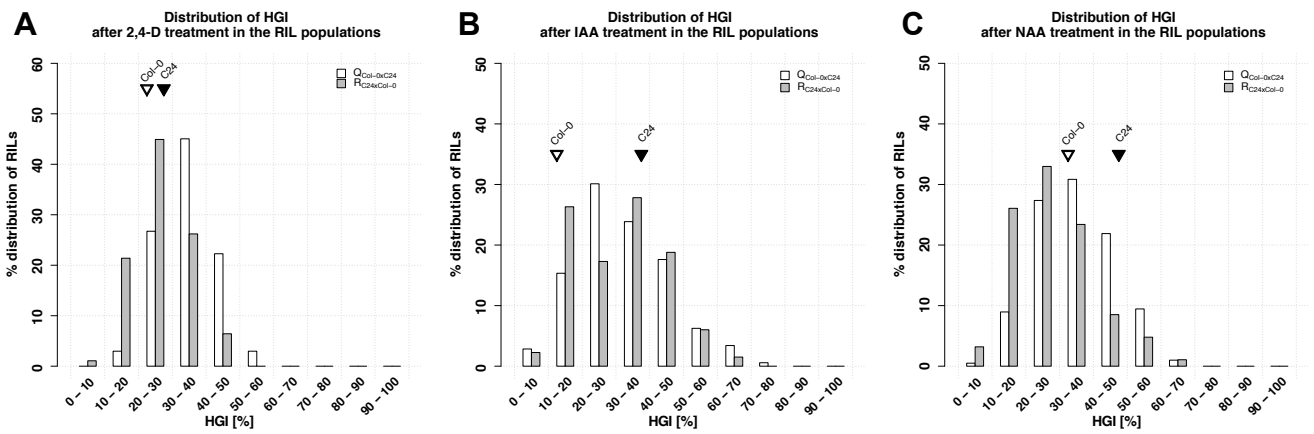 A
Distribution of HGI
after 2,4-D treatment in the RIL populations
% distribution of RILs
60
50
40
30
20
10
0
Col-0
C24
QCol-0xC24
RC24xCol-0
0 – 10
10 – 20
20 – 30
30 – 40
40 – 50
50 – 60
60 – 70
70 – 80
80 – 90
90 – 100
HGI [%]
B
Distribution of HGI
after IAA treatment in the RIL populations
% distribution of RILs
50
40
30
20
10
0
Col-0
C24
QCol-0xC24
RC24xCol-0
0 – 10
10 – 20
20 – 30
30 – 40
40 – 50
50 – 60
60 – 70
70 – 80
80 – 90
90 – 100
HGI [%]
C
Distribution of HGI
after NAA treatment in the RIL populations
% distribution of RILs
50
40
30
20
10
0
Col-0
C24
QCol-0xC24
RC24xCol-0
0 – 10
10 – 20
20 – 30
30 – 40
40 – 50
50 – 60
60 – 70
70 – 80
80 – 90
90 – 100
HGI [%]